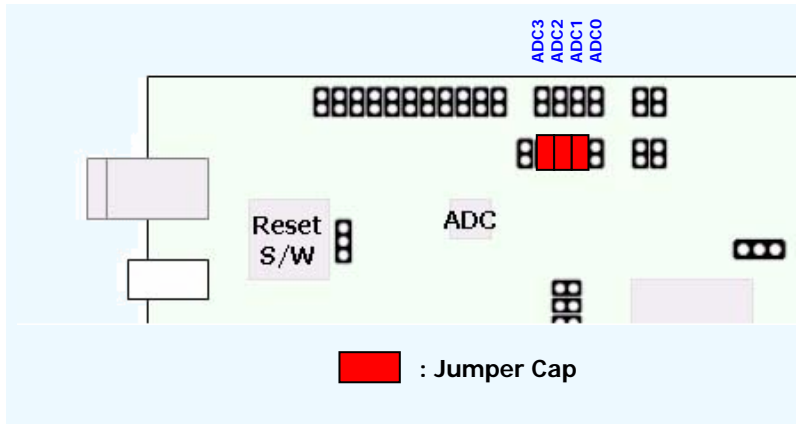 ADC3
ADC2
ADC1
ADC0
Reset
S/W
ADC
: Jumper Cap